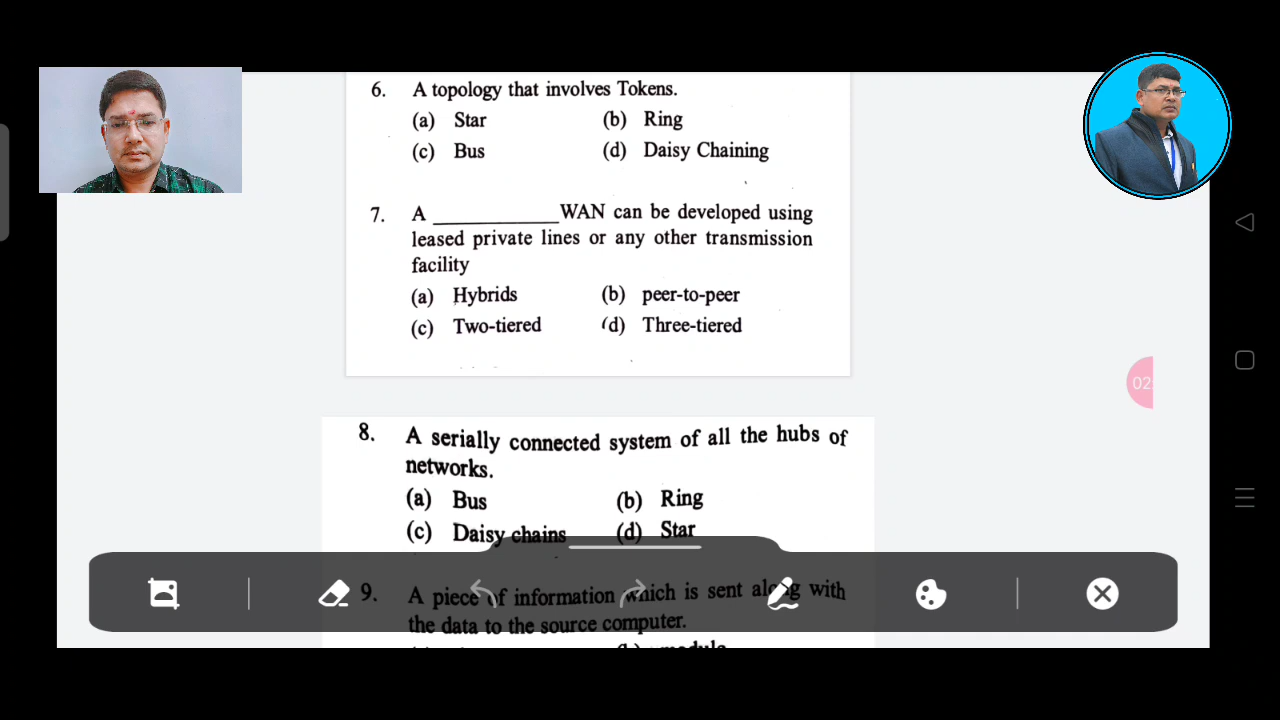 6. A topology that involves Tokens.
(a) Star (b) Ring
(c) Bus (d) Daisy Chaining
7. A ____________WAN can be developed using
leased private lines or any other transmission
facility
(a) Hybrids (b) peer-to-peer
(c) Two-tiered (d) Three-tiered
02
8. A serially connected system of all the hubs of
networks.
(a) Bus (b) Ring
(c) Daisy chains (d) Star
9. A piece of information which is sent along with
the data to the source computer.
(b) module